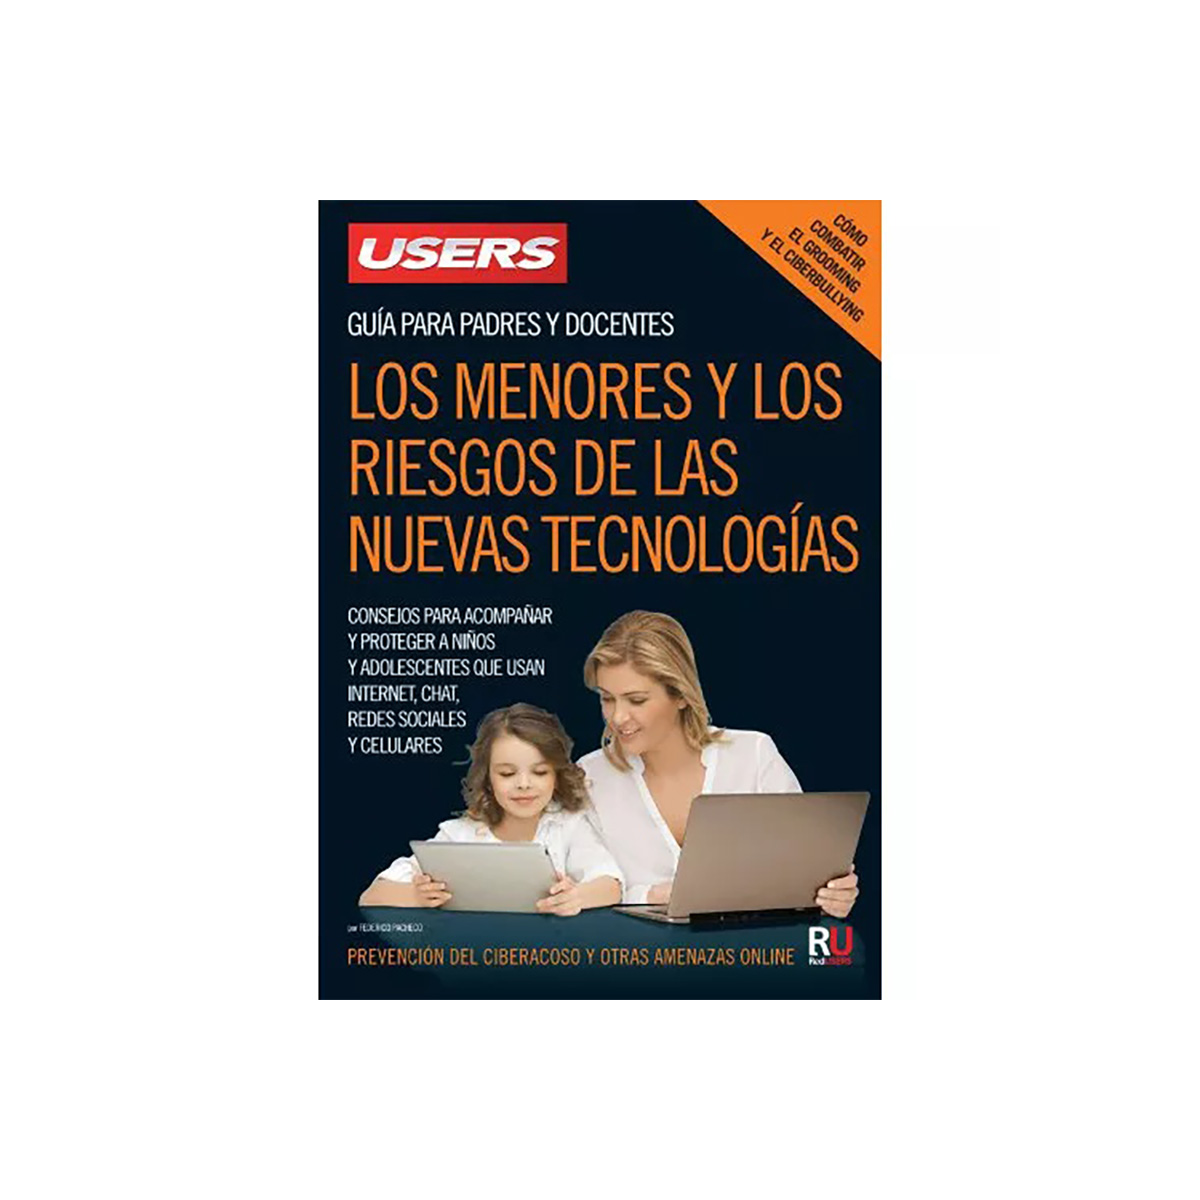 USERS
CÓMO
COMBATIR
EL GROOMING
Y EL CIBERBULLYING
GUÍA PARA PADRES Y DOCENTES
LOS MENORES Y LOS
RIESGOS DE LAS
NUEVAS TECNOLOGÍAS
CONSEJOS PARA ACOMPAÑAR
Y PROTEGER A NIÑOS
Y ADOLESCENTES QUE USAN
INTERNET, CHAT,
REDES SOCIALES
Y CELULARES
por FEDERICO PACHECO
PREVENCIÓN DEL CIBERACOSO Y OTRAS AMENAZAS ONLINE
RU
RedUSERS